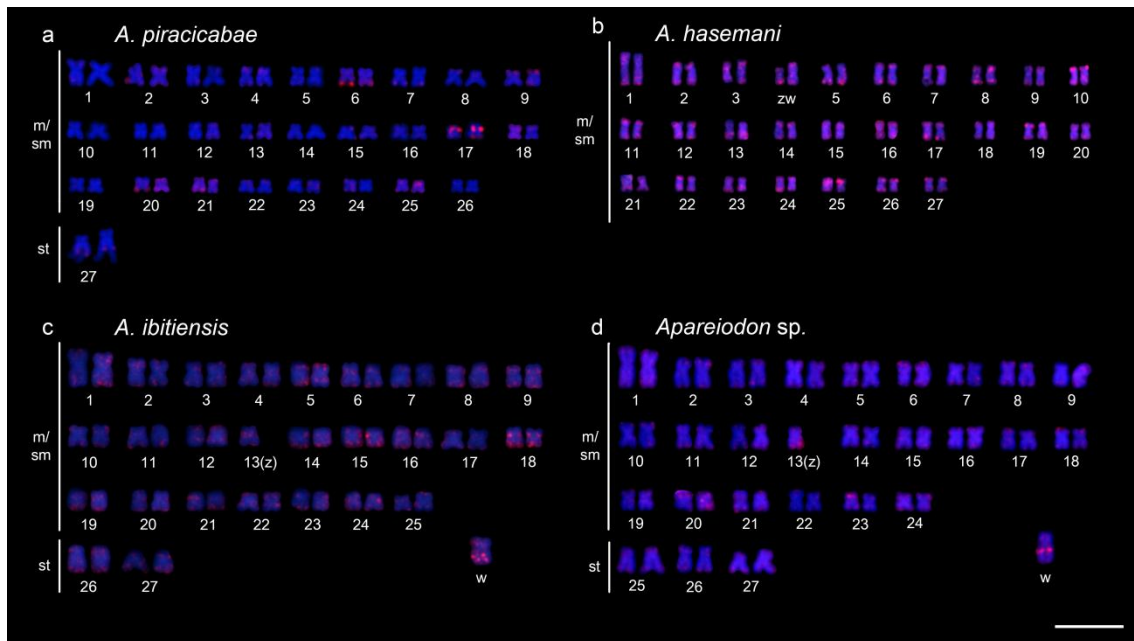 a A. piracicabae
1 2 3 4 5 6 7 8 9
m/
sm
10 11 12 13 14 15 16 17 18
19 20 21 22 23 24 25 26
st
27
b A. hasemani
1 2 3 zw 5 6 7 8 9 10
m/
sm
11 12 13 14 15 16 17 18 19 20
21 22 23 24 25 26 27
c A. ibitiensis
1 2 3 4 5 6 7 8 9
m/
sm
10 11 12 13(z) 14 15 16 17 18
19 20 21 22 23 24 25
st
26 27 w
d Apareiodon sp.
1 2 3 4 5 6 7 8 9
m/
sm
10 11 12 13(z) 14 15 16 17 18
19 20 21 22 23 24
st
25 26 27 w